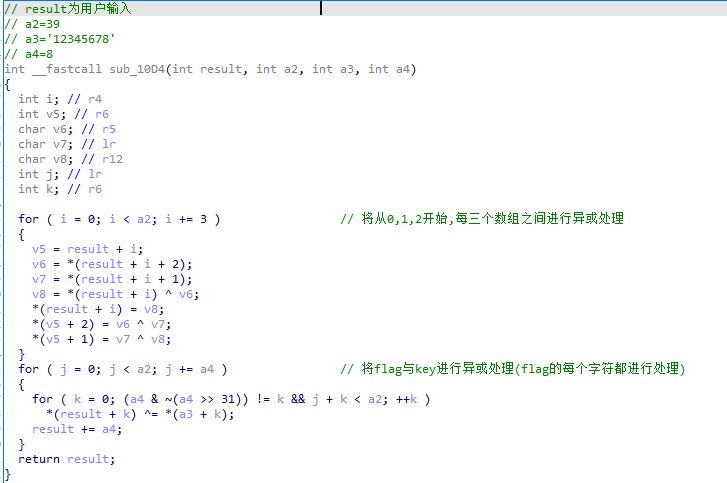 // result为用户输入
// a2=39
// a3='12345678'
// a4=8
int __fastcall sub_10D4(int result, int a2, int a3, int a4)
{
  int i; // r4
  int v5; // r6
  char v6; // r5
  char v7; // lr
  char v8; // r12
  int j; // lr
  int k; // r6

  for ( i = 0; i < a2; i += 3 )                 // 将从0,1,2开始,每三个数组之间进行异或处理
  {
    v5 = result + i;
    v6 = *(result + i + 2);
    v7 = *(result + i + 1);
    v8 = *(result + i) ^ v6;
    *(result + i) = v8;
    *(v5 + 2) = v6 ^ v7;
    *(v5 + 1) = v7 ^ v8;
  }
  for ( j = 0; j < a2; j += a4 )                // 将flag与key进行异或处理(flag的每个字符都进行处理)
  {
    for ( k = 0; (a4 & ~(a4 >> 31)) != k && j + k < a2; ++k )
      *(result + k) ^= *(a3 + k);
    result += a4;
  }
  return result;
}